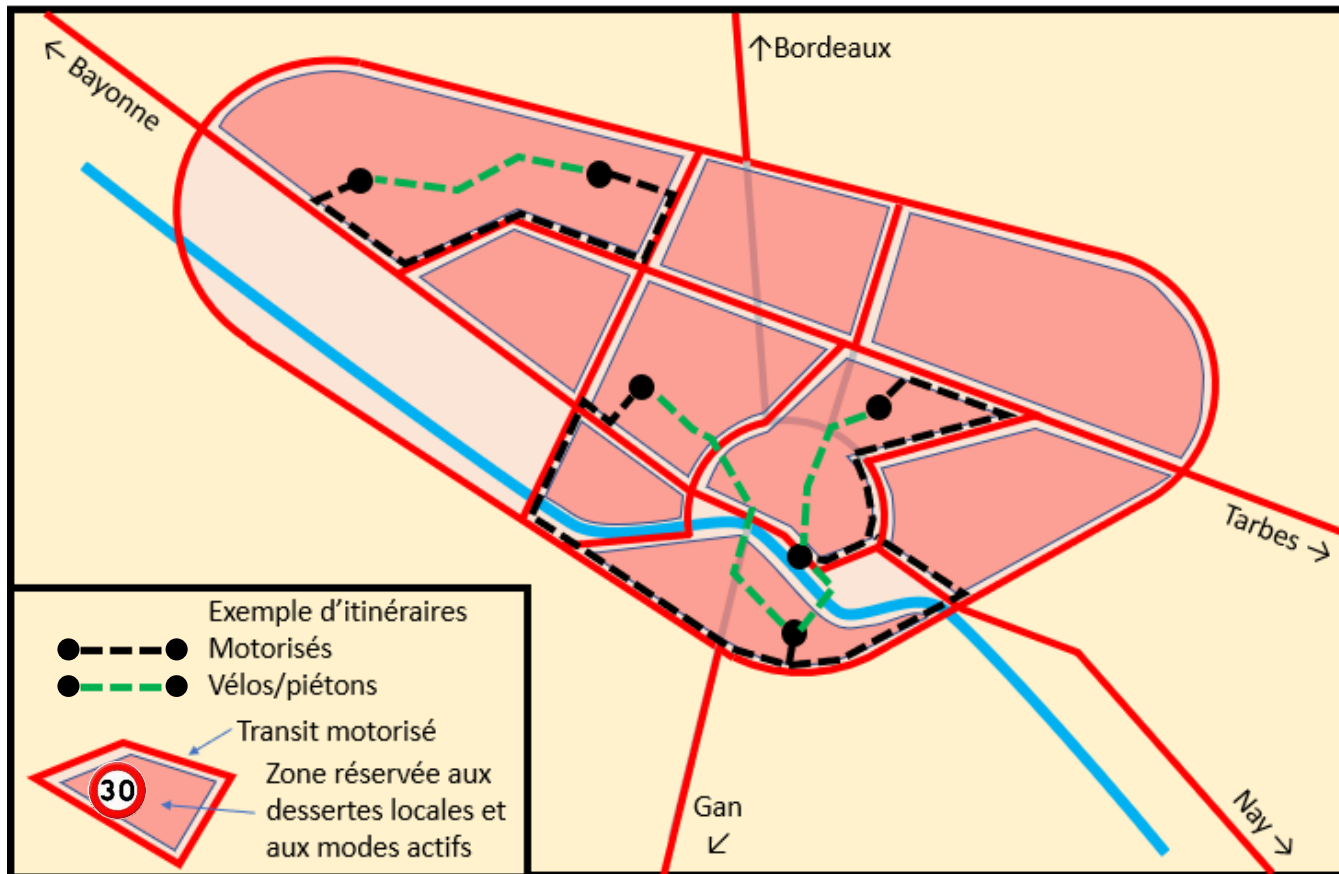 ↑Bordeaux
← Bayonne
Tarbes →
Exemple d'itinéraires
Motorisés
Vélos/piétons
Transit motorisé
30
Zone réservée aux
dessertes locales et
aux modes actifs
Gan
↙
Nay →